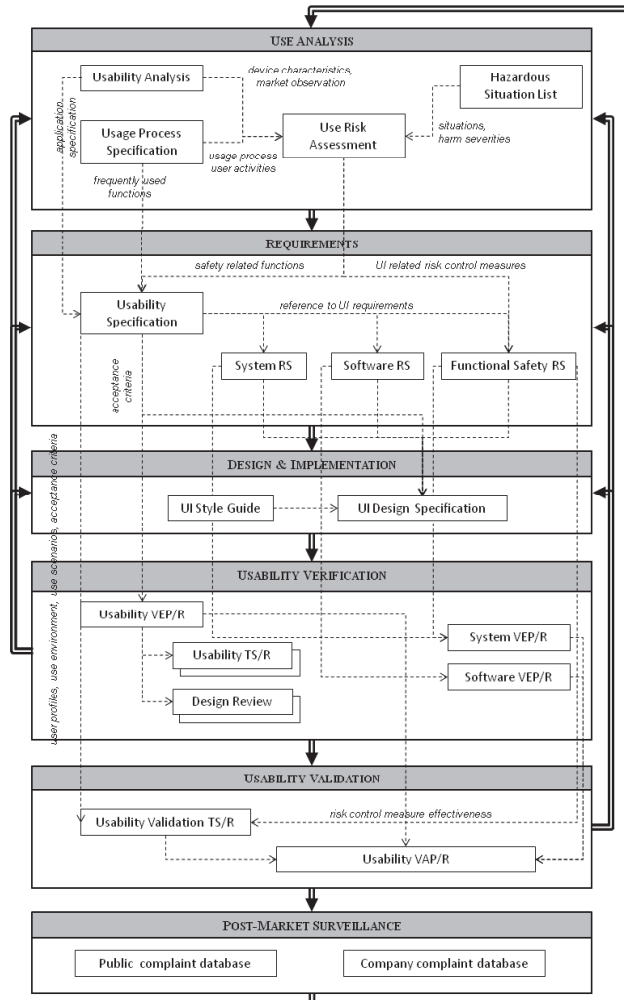 USE ANALYSIS
Usability Analysis
device characteristics,
market observation
Hazardous
Situation List
application
specification
Usage Process
Specification
Use Risk
Assessment
situations,
harm severities
usage process
user activities
frequently used
functions
REQUIREMENTS
safety related functions
UI related risk control measures
Usability
Specification
reference to UI requirements
System RS
Software RS
Functional Safety RS
acceptance
criteria
DESIGN & IMPLEMENTATION
UI Style Guide
UI Design Specification
user profiles, use environment, use scenarios, acceptance criteria
USABILITY VERIFICATION
Usability VEP/R
System VEP/R
Usability TS/R
Software VEP/R
Design Review
USABILITY VALIDATION
risk control measure effectiveness
Usability Validation TS/R
Usability VAP/R
POST-MARKET SURVEILLANCE
Public complaint database
Company complaint database